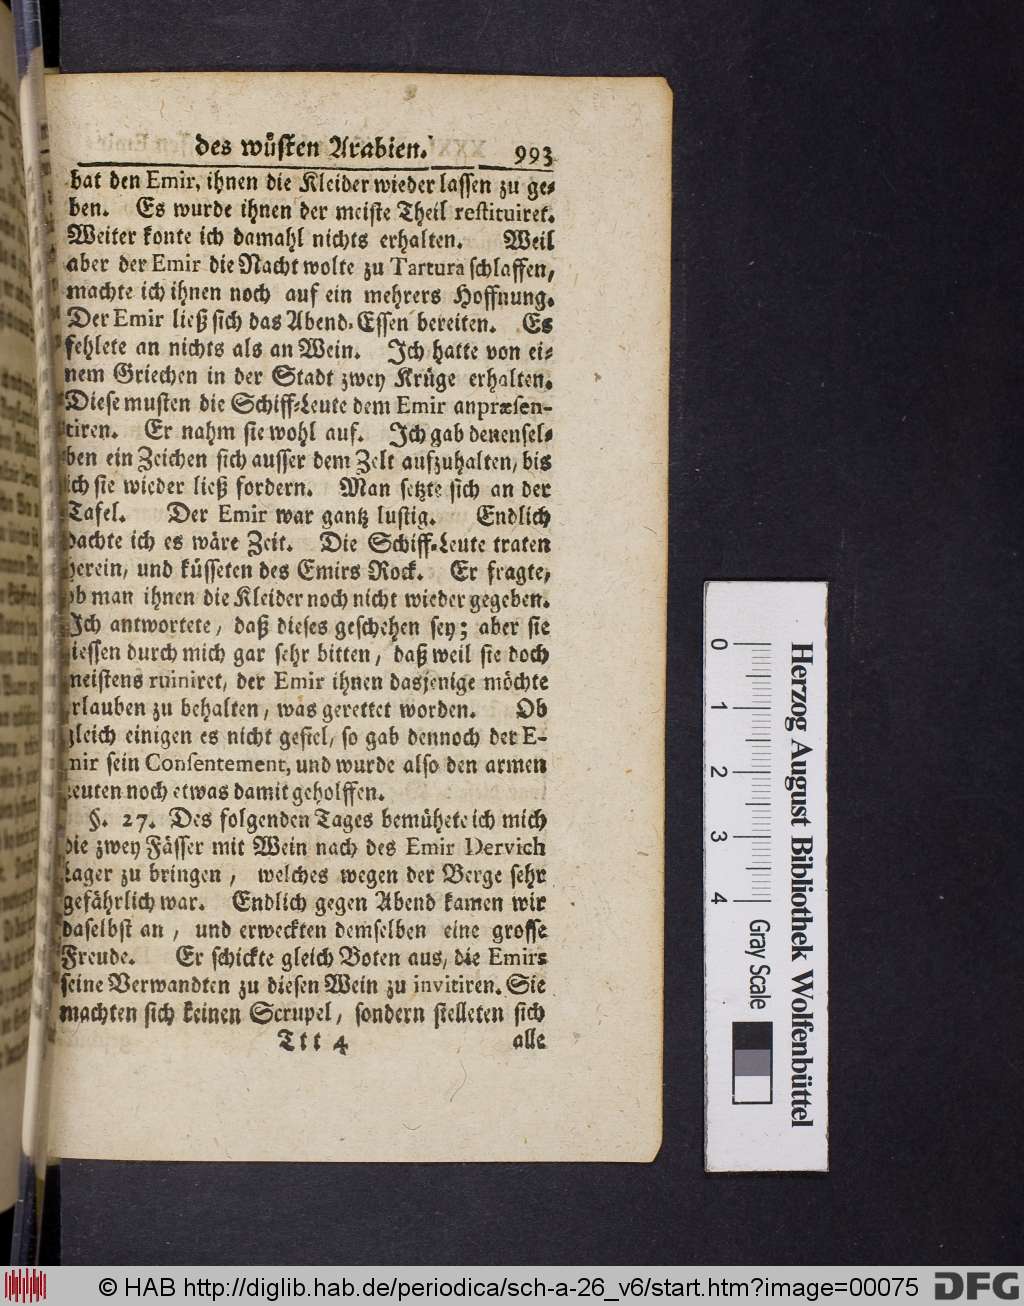 des wüsten Arabien. 993
bat den Emir, ihnen die Kleider wieder lassen zu ge-
ben. Es wurde ihnen der meiste Theil restituiret.
Weiter konte ich damahl nichts erhalten. Weil
aber der Emir die Nacht wolte zu Tartura schlaffen,
machte ich ihnen noch auf ein mehrers Hoffnung.
Der Emir ließ sich das Abend-Essen bereiten. Es
fehlete an nichts als an Wein. Ich hatte von ei-
nem Griechen in der Stadt zwey Krüge erhalten.
Diese musten die Schiff-Leute dem Emir anpræsen-
tiren. Er nahm sie wohl auf. Ich gab denensel-
ben ein Zeichen sich ausser dem Zelt aufzuhalten, bis
ich sie wieder ließ fordern. Man setzte sich an der
Tafel. Der Emir war gantz lustig. Endlich
dachte ich es wäre Zeit. Die Schiff-Leute traten
herein, und küsseten des Emirs Rock. Er fragte,
ob man ihnen die Kleider noch nicht wieder gegeben.
Ich antwortete, daß dieses geschehen sey; aber sie
liessen durch mich gar sehr bitten, daß weil sie doch
meistens ruiniret, der Emir ihnen dasjenige möchte
erlauben zu behalten, was gerettet worden. Ob
gleich einigen es nicht gefiel, so gab dennoch der E-
mir sein Consentement, und wurde also den armen
Leuten noch etwas damit geholffen.
§. 27. Des folgenden Tages bemühete ich mich
die zwey Fässer mit Wein nach des Emir Dervich
Lager zu bringen, welches wegen der Berge sehr
gefährlich war. Endlich gegen Abend kamen wir
daselbst an, und erweckten demselben eine grosse
Freude. Er schickte gleich Boten aus, die Emirs
seine Verwandten zu diesen Wein zu invitiren. Sie
machten sich keinen Scrupel, sondern stelleten sich
Ttt 4 alle
0 1 2 3 4
Herzog August Bibliothek Wolfenbüttel
Gray Scale
© HAB http://diglib.hab.de/periodica/sch-a-26_v6/start.htm?image=00075
DFG